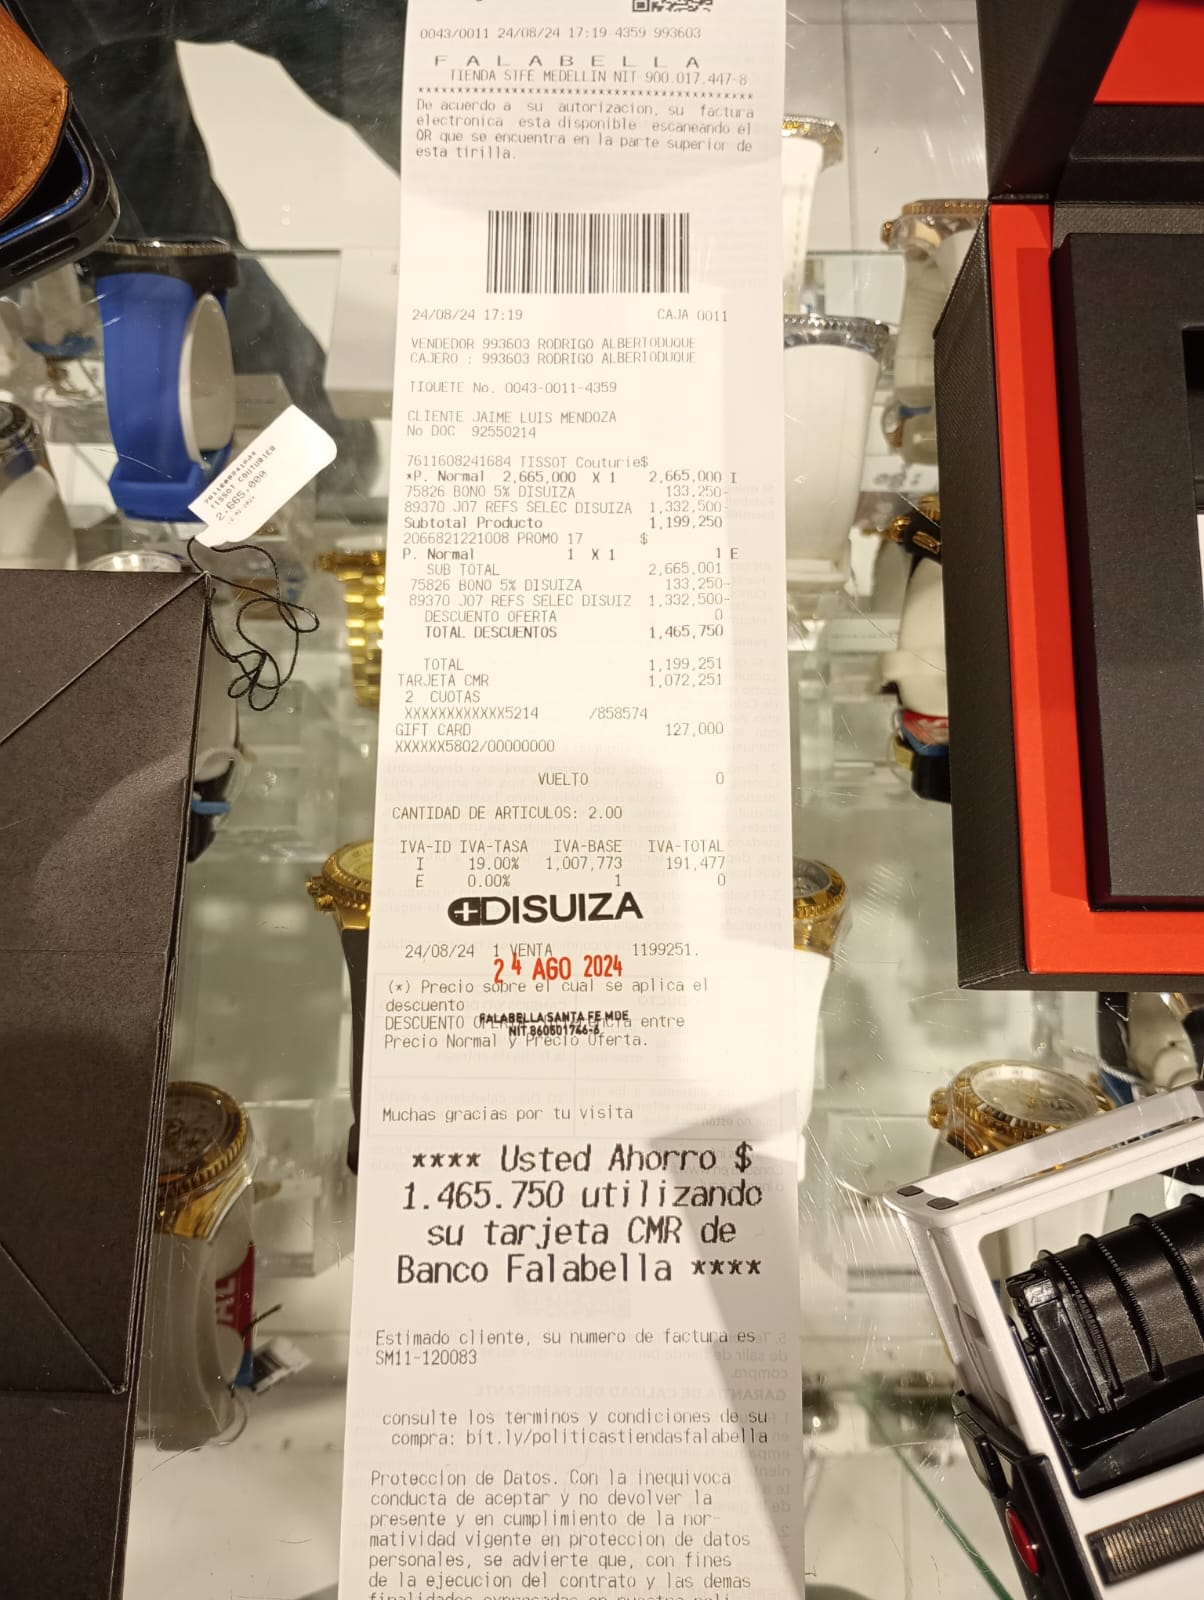 0043/0011 24/08/24 17:19 4359 993603
F A L A B E L L A
TIENDA STFE MEDELLIN NIT 900.017.447-8
De acuerdo a su autorizacion, su factura
electronica esta disponible escaneando el
QR que se encuentra en la parte superior de
esta tirilla.
24/08/24 17:19 CAJA 0011
VENDEDOR 993603 RODRIGO ALBERTODUQUE
CAJERO : 993603 RODRIGO ALBERTODUQUE
TIQUETE No. 0043-0011-4359
CLIENTE JAIME LUIS MENDOZA
No DOC 92550214
7611608241684 TISSOT Couturie$
*P. Normal 2,665,000 X 1 2,665,000 I
75826 BONO 5% DISUIZA 133,250-
89370 J07 REFS SELEC DISUIZA 1,332,500-
Subtotal Producto 1,199,250
2066821221008 PROMO 17 $
P. Normal 1 X 1 1 E
SUB TOTAL 2,665,001
75826 BONO 5% DISUIZA 133,250-
89370 J07 REFS SELEC DISUIZ 1,332,500-
DESCUENTO OFERTA 0
TOTAL DESCUENTOS 1,465,750
TOTAL 1,199,251
TARJETA CMR 1,072,251
2 CUOTAS
XXXXXXXXXXXX5214 /858574
GIFT CARD 127,000
XXXXXX5802/00000000
VUELTO 0
CANTIDAD DE ARTICULOS: 2.00
IVA-ID IVA-TASA IVA-BASE IVA-TOTAL
I 19.00% 1,007,773 191,477
E 0.00% 1 0
DISUIZA
24/08/24 1 VENTA 1199251.
24 AGO 2024
(*) Precio sobre el cual se aplica el
descuento
FALABELLA SANTA FE MDE
DESCUENTO entre
NIT.860501746-6
Precio Normal y Precio Oferta.
Muchas gracias por tu visita
**** Usted Ahorro $
1.465.750 utilizando
su tarjeta CMR de
Banco Falabella ****
Estimado cliente, su numero de factura es
SM11-120083
consulte los terminos y condiciones de su
compra: bit.ly/politicastiendasfalabella
Proteccion de Datos. Con la inequivoca
conducta de aceptar y no devolver la
presente y en cumplimiento de la nor-
matividad vigente en proteccion de datos
personales, se advierte que, con fines
de la ejecucion del contrato y las demas
TISSOT COUTURIER
2,665,000